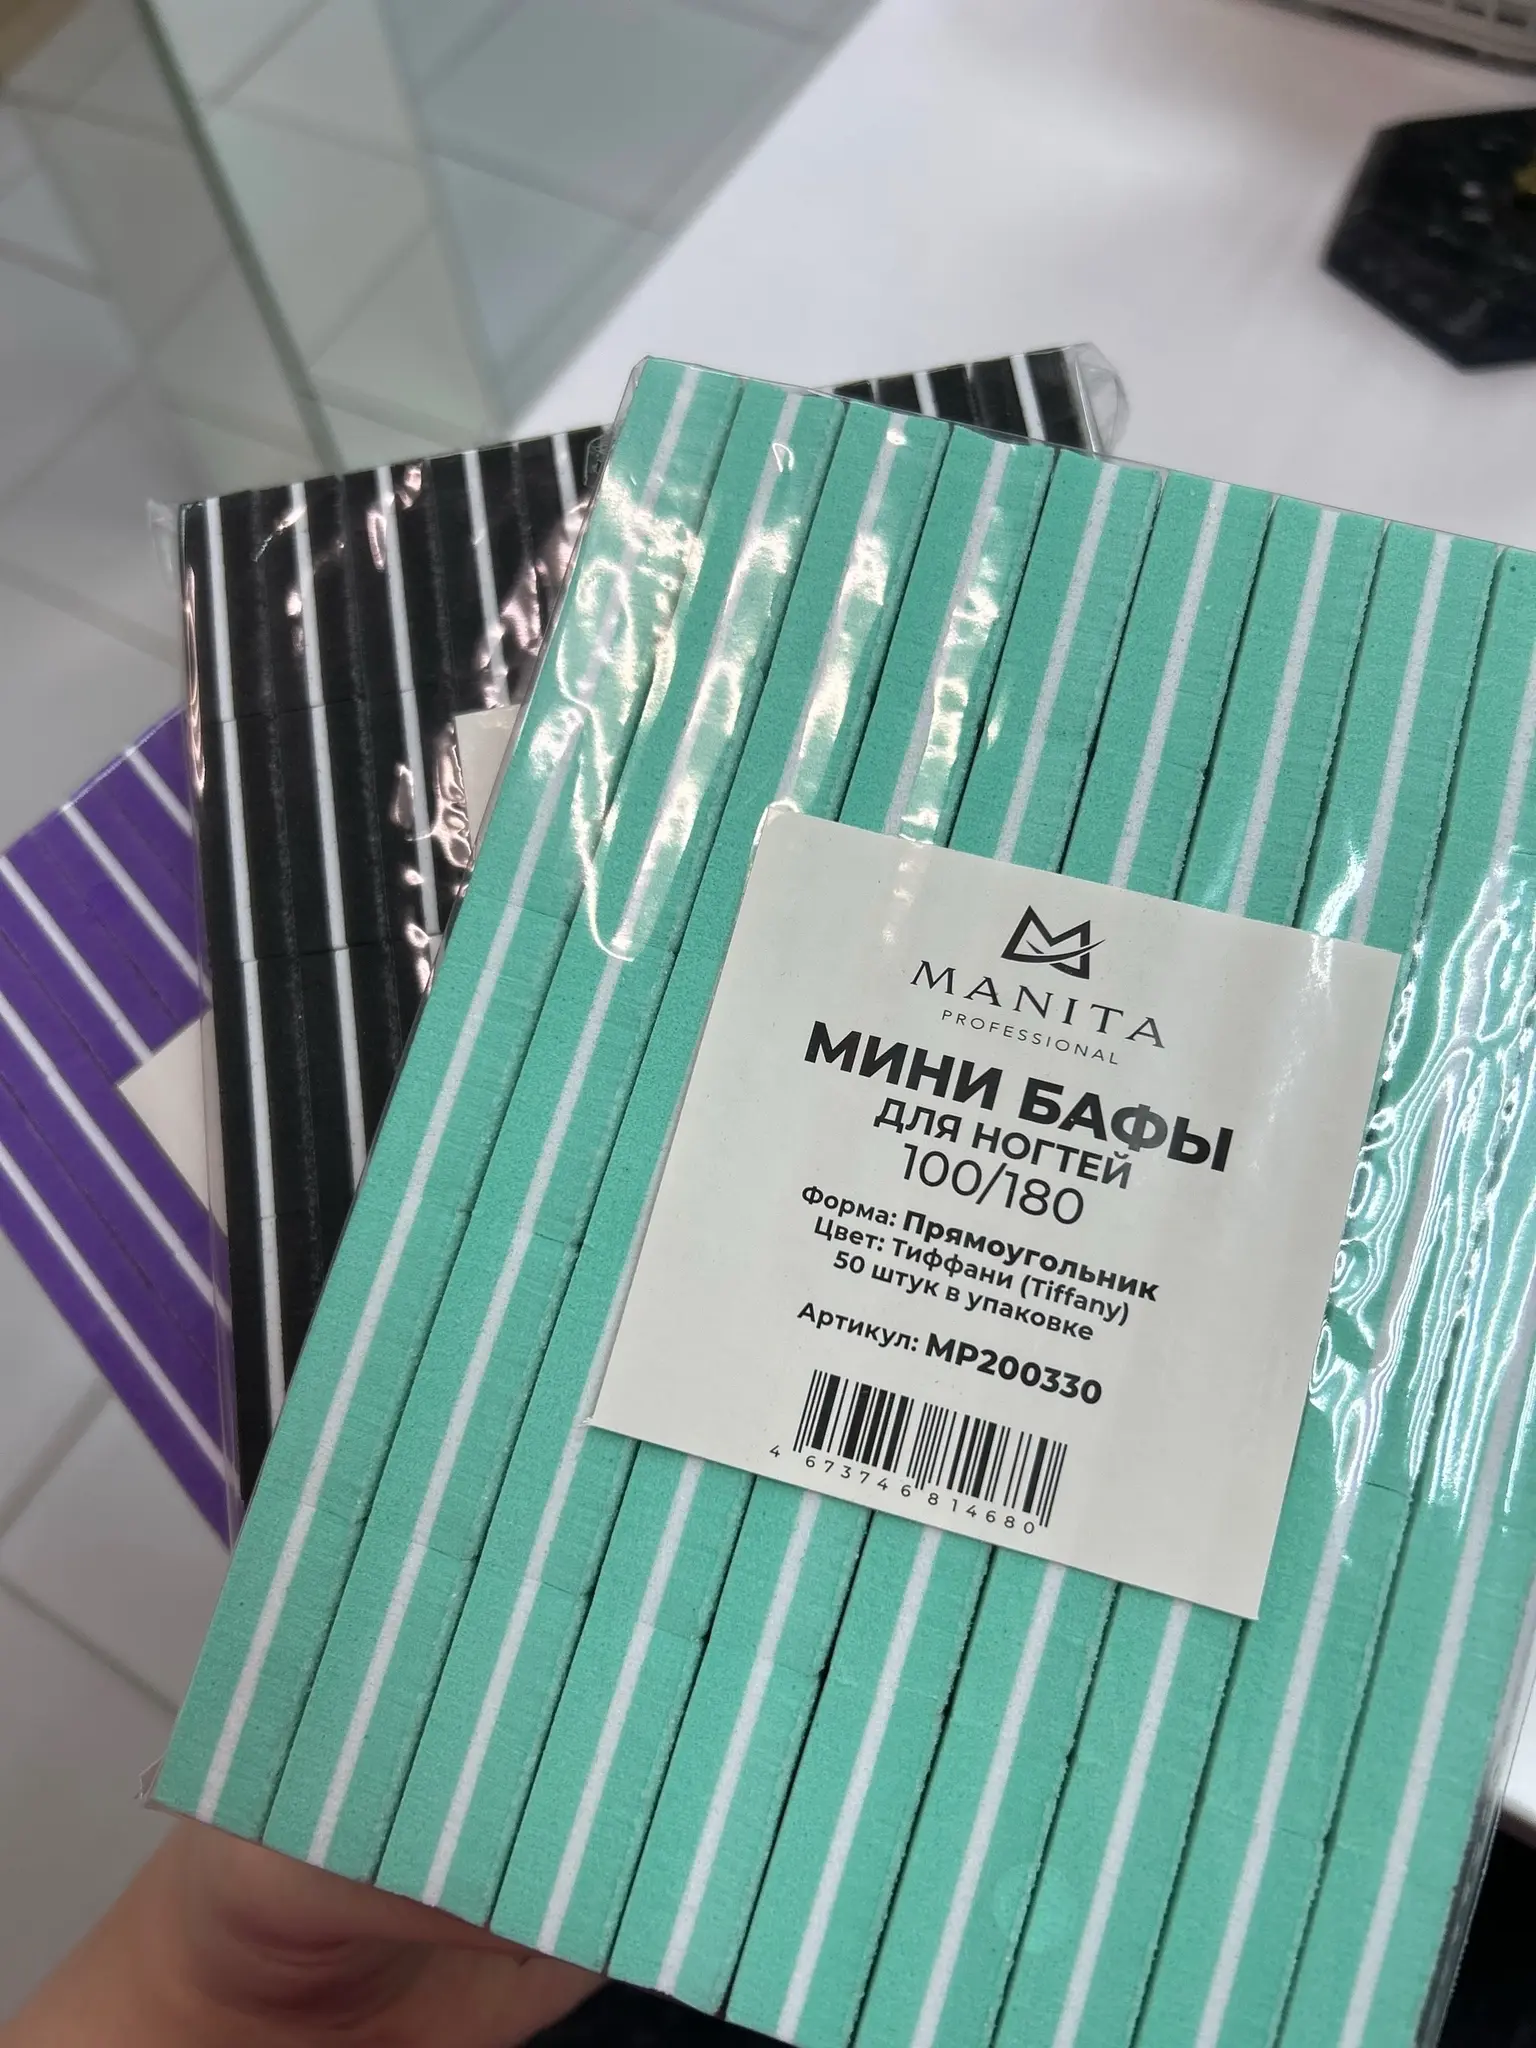 MANITA
PROFESSIONAL
МИНИ БАФЫ
ДЛЯ НОГТЕЙ
100/180
Форма: Прямоугольник
Цвет: Тиффани (Tiffany)
50 штук в упаковке
Артикул: MP200330
4 673746 814680